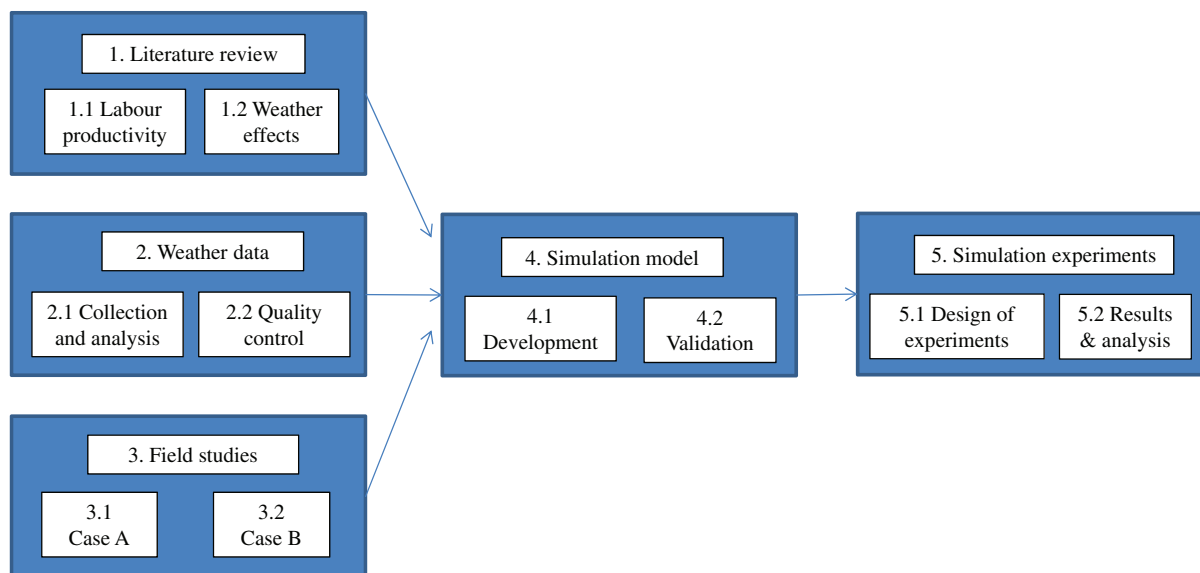 1. Literature review
1.1 Labour
productivity
1.2 Weather
effects
2. Weather data
2.1 Collection
and analysis
2.2 Quality
control
3. Field studies
3.1
Case A
3.2
Case B
4. Simulation model
4.1
Development
4.2
Validation
5. Simulation experiments
5.1 Design of
experiments
5.2 Results
& analysis